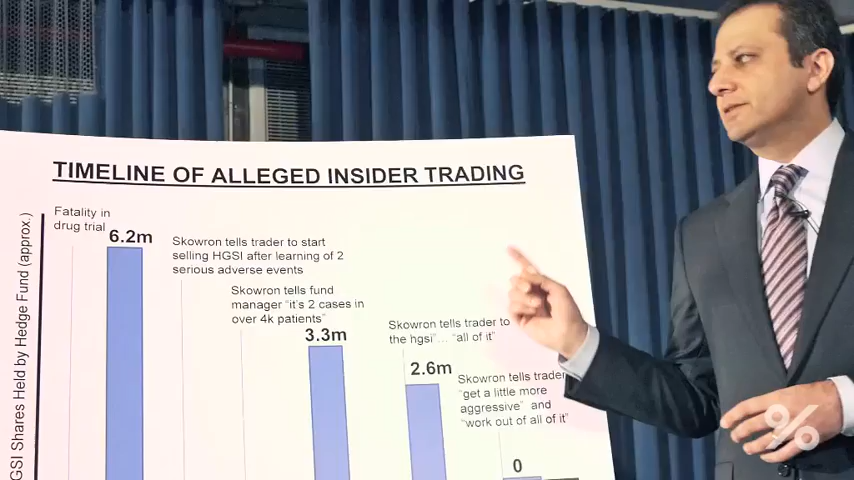 TIMELINE OF ALLEGED INSIDER TRADING
GSI Shares Held by Hedge Fund (approx.)
Fatality in
drug trial
6.2m
Skowron tells trader to start
selling HGSI after learning of 2
serious adverse events
Skowron tells fund
manager “it’s 2 cases in
over 4k patients”
3.3m
Skowron tells trader to
the hgsi”... “all of it”
2.6m
Skowron tells trader
“get a little more
aggressive” and
“work out of all of it”
0
%